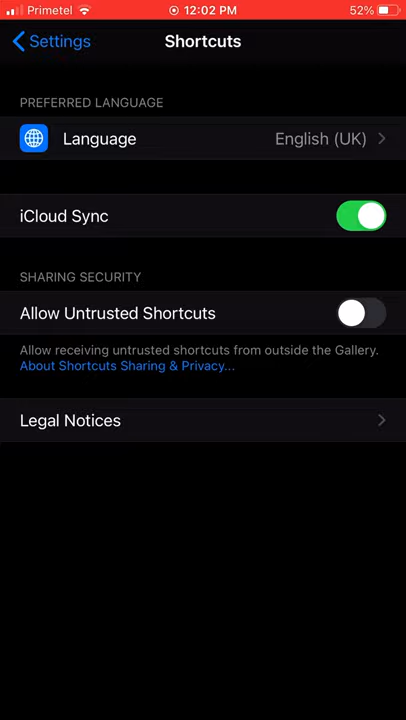 Primetel 12:02 PM 52%
Settings Shortcuts
PREFERRED LANGUAGE
Language English (UK)
iCloud Sync
SHARING SECURITY
Allow Untrusted Shortcuts
Allow receiving untrusted shortcuts from outside the Gallery.
About Shortcuts Sharing & Privacy...
Legal Notices